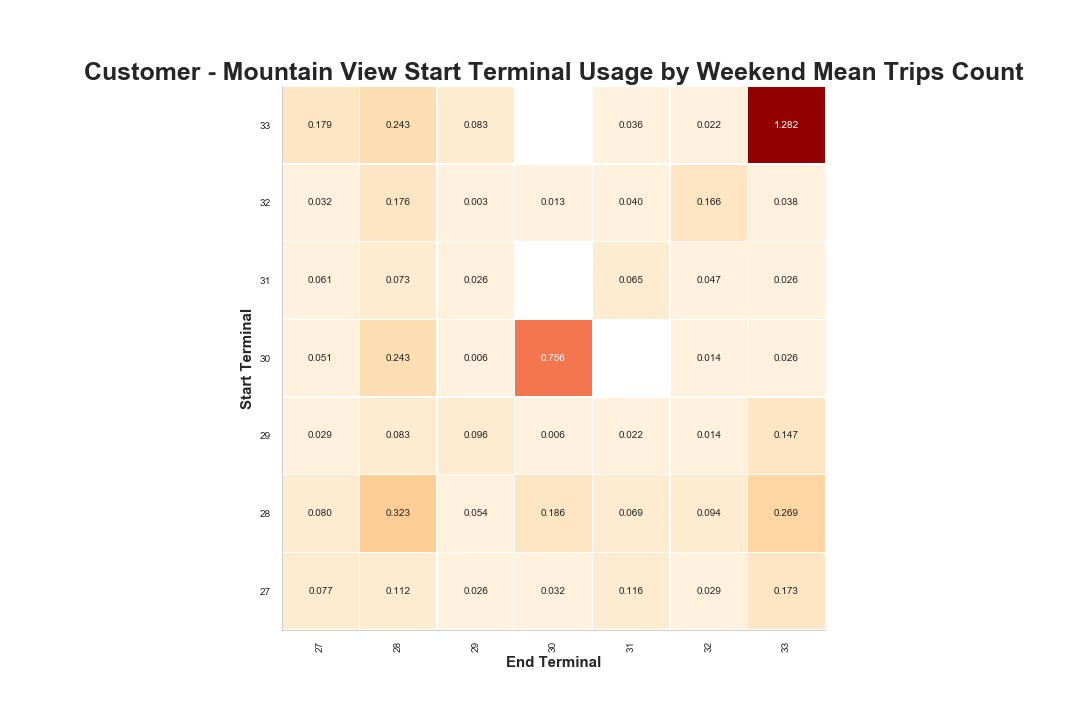 Customer - Mountain View Start Terminal Usage by Weekend Mean Trips Count
Start Terminal
33 0.179 0.243 0.083 0.036 0.022 1.282
32 0.032 0.176 0.003 0.013 0.040 0.166 0.038
31 0.061 0.073 0.026 0.065 0.047 0.026
30 0.051 0.243 0.006 0.756 0.014 0.026
29 0.029 0.083 0.096 0.006 0.022 0.014 0.147
28 0.080 0.323 0.054 0.186 0.069 0.094 0.269
27 0.077 0.112 0.026 0.032 0.116 0.029 0.173
27 28 29 30 31 32 33
End Terminal